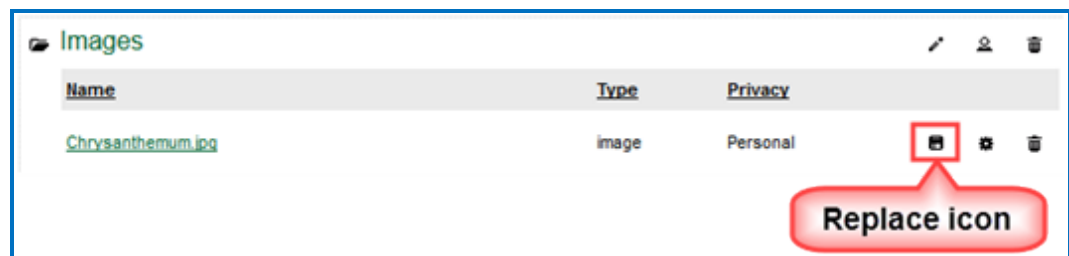 Images
Name Type Privacy
Chrysanthemum.jpg image Personal
Replace icon